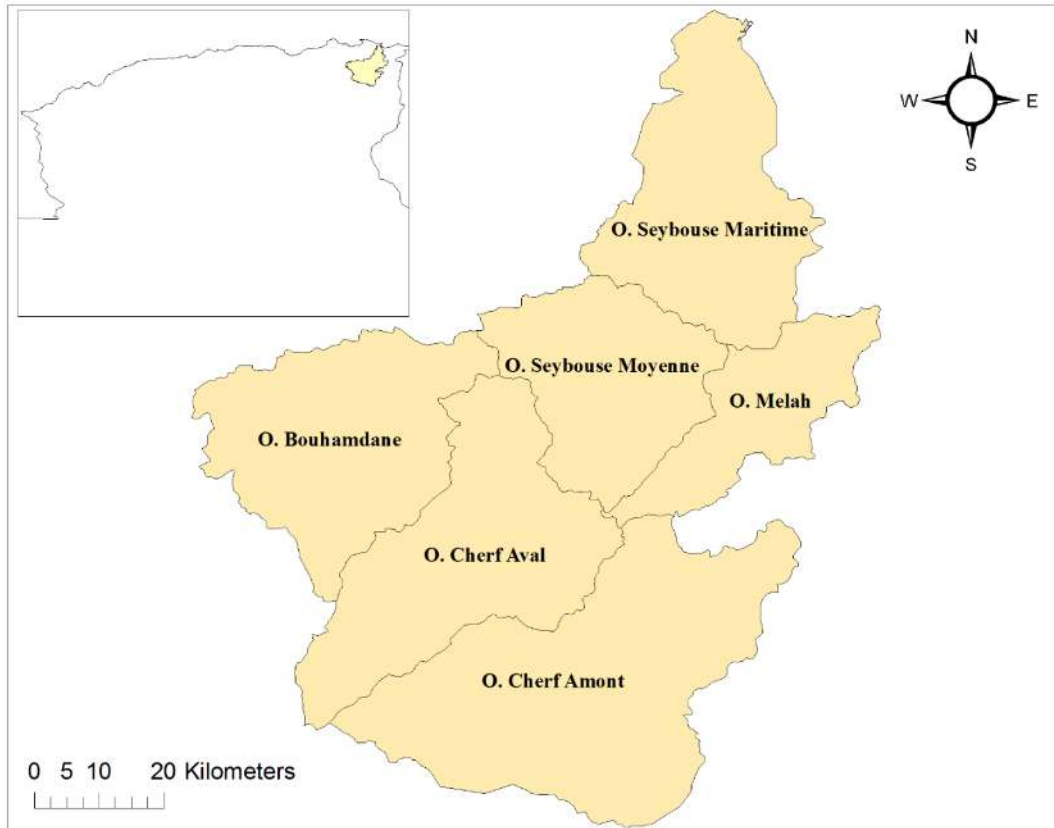 N
W E
S
O. Seybouse Maritime
O. Seybouse Moyenne
O. Melah
O. Bouhamdane
O. Cherf Aval
O. Cherf Amont
0 5 10 20 Kilometers